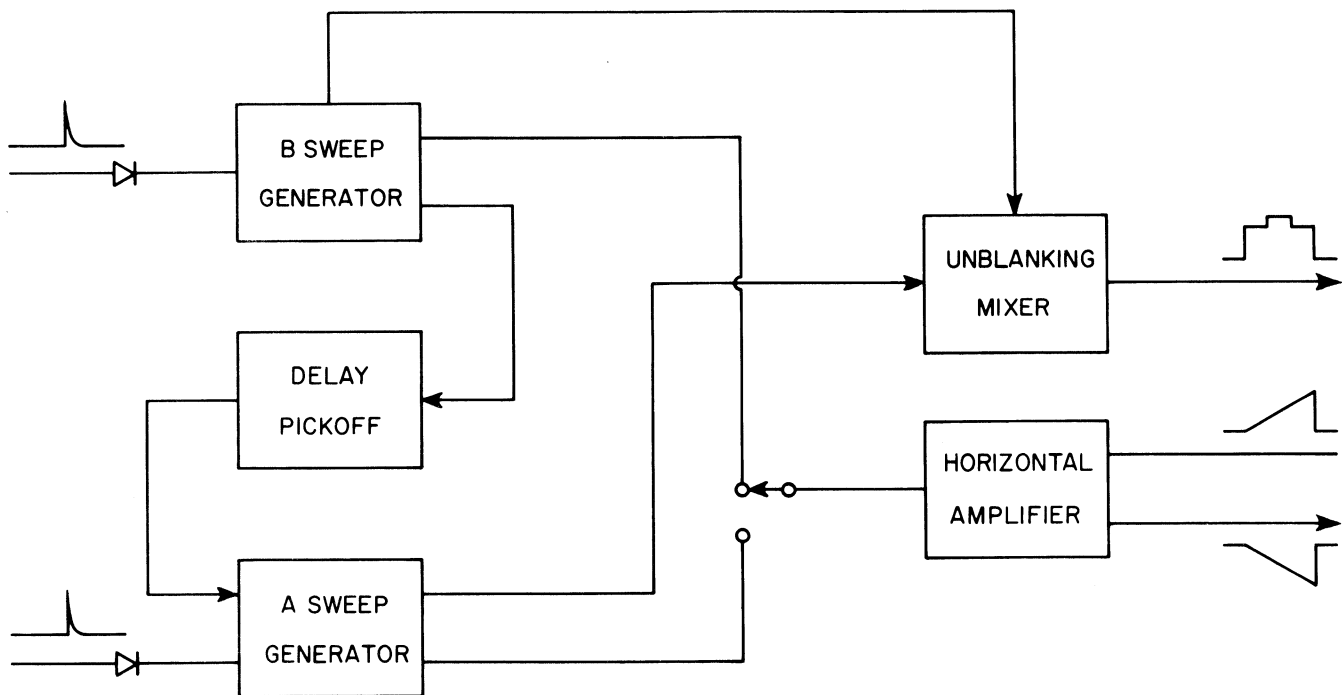 B SWEEP
GENERATOR
UNBLANKING
MIXER
DELAY
PICKOFF
HORIZONTAL
AMPLIFIER
A SWEEP
GENERATOR